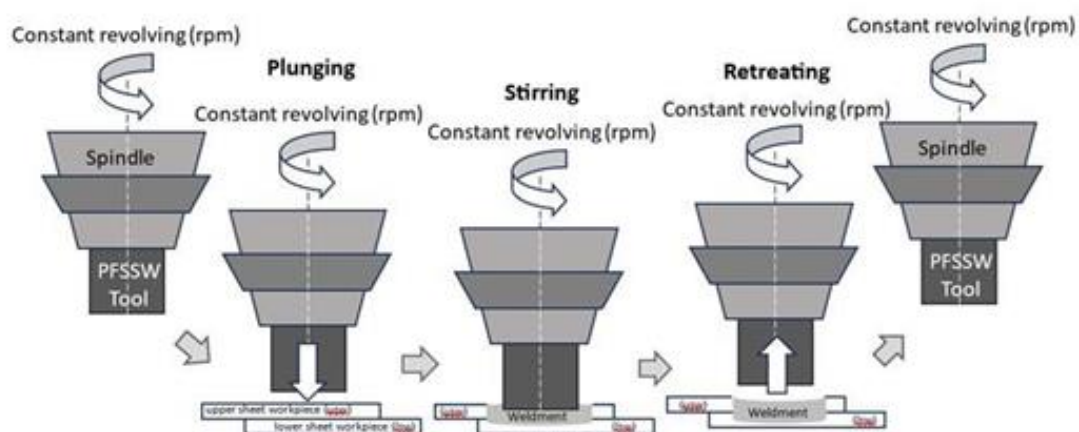 Constant revolving (rpm)
Spindle
PFSSW
Tool
Plunging
Constant revolving (rpm)
upper sheet workpiece
lower sheet workpiece
Stirring
Constant revolving (rpm)
Weldment
Retreating
Constant revolving (rpm)
Weldment
Constant revolving (rpm)
Spindle
PFSSW
Tool